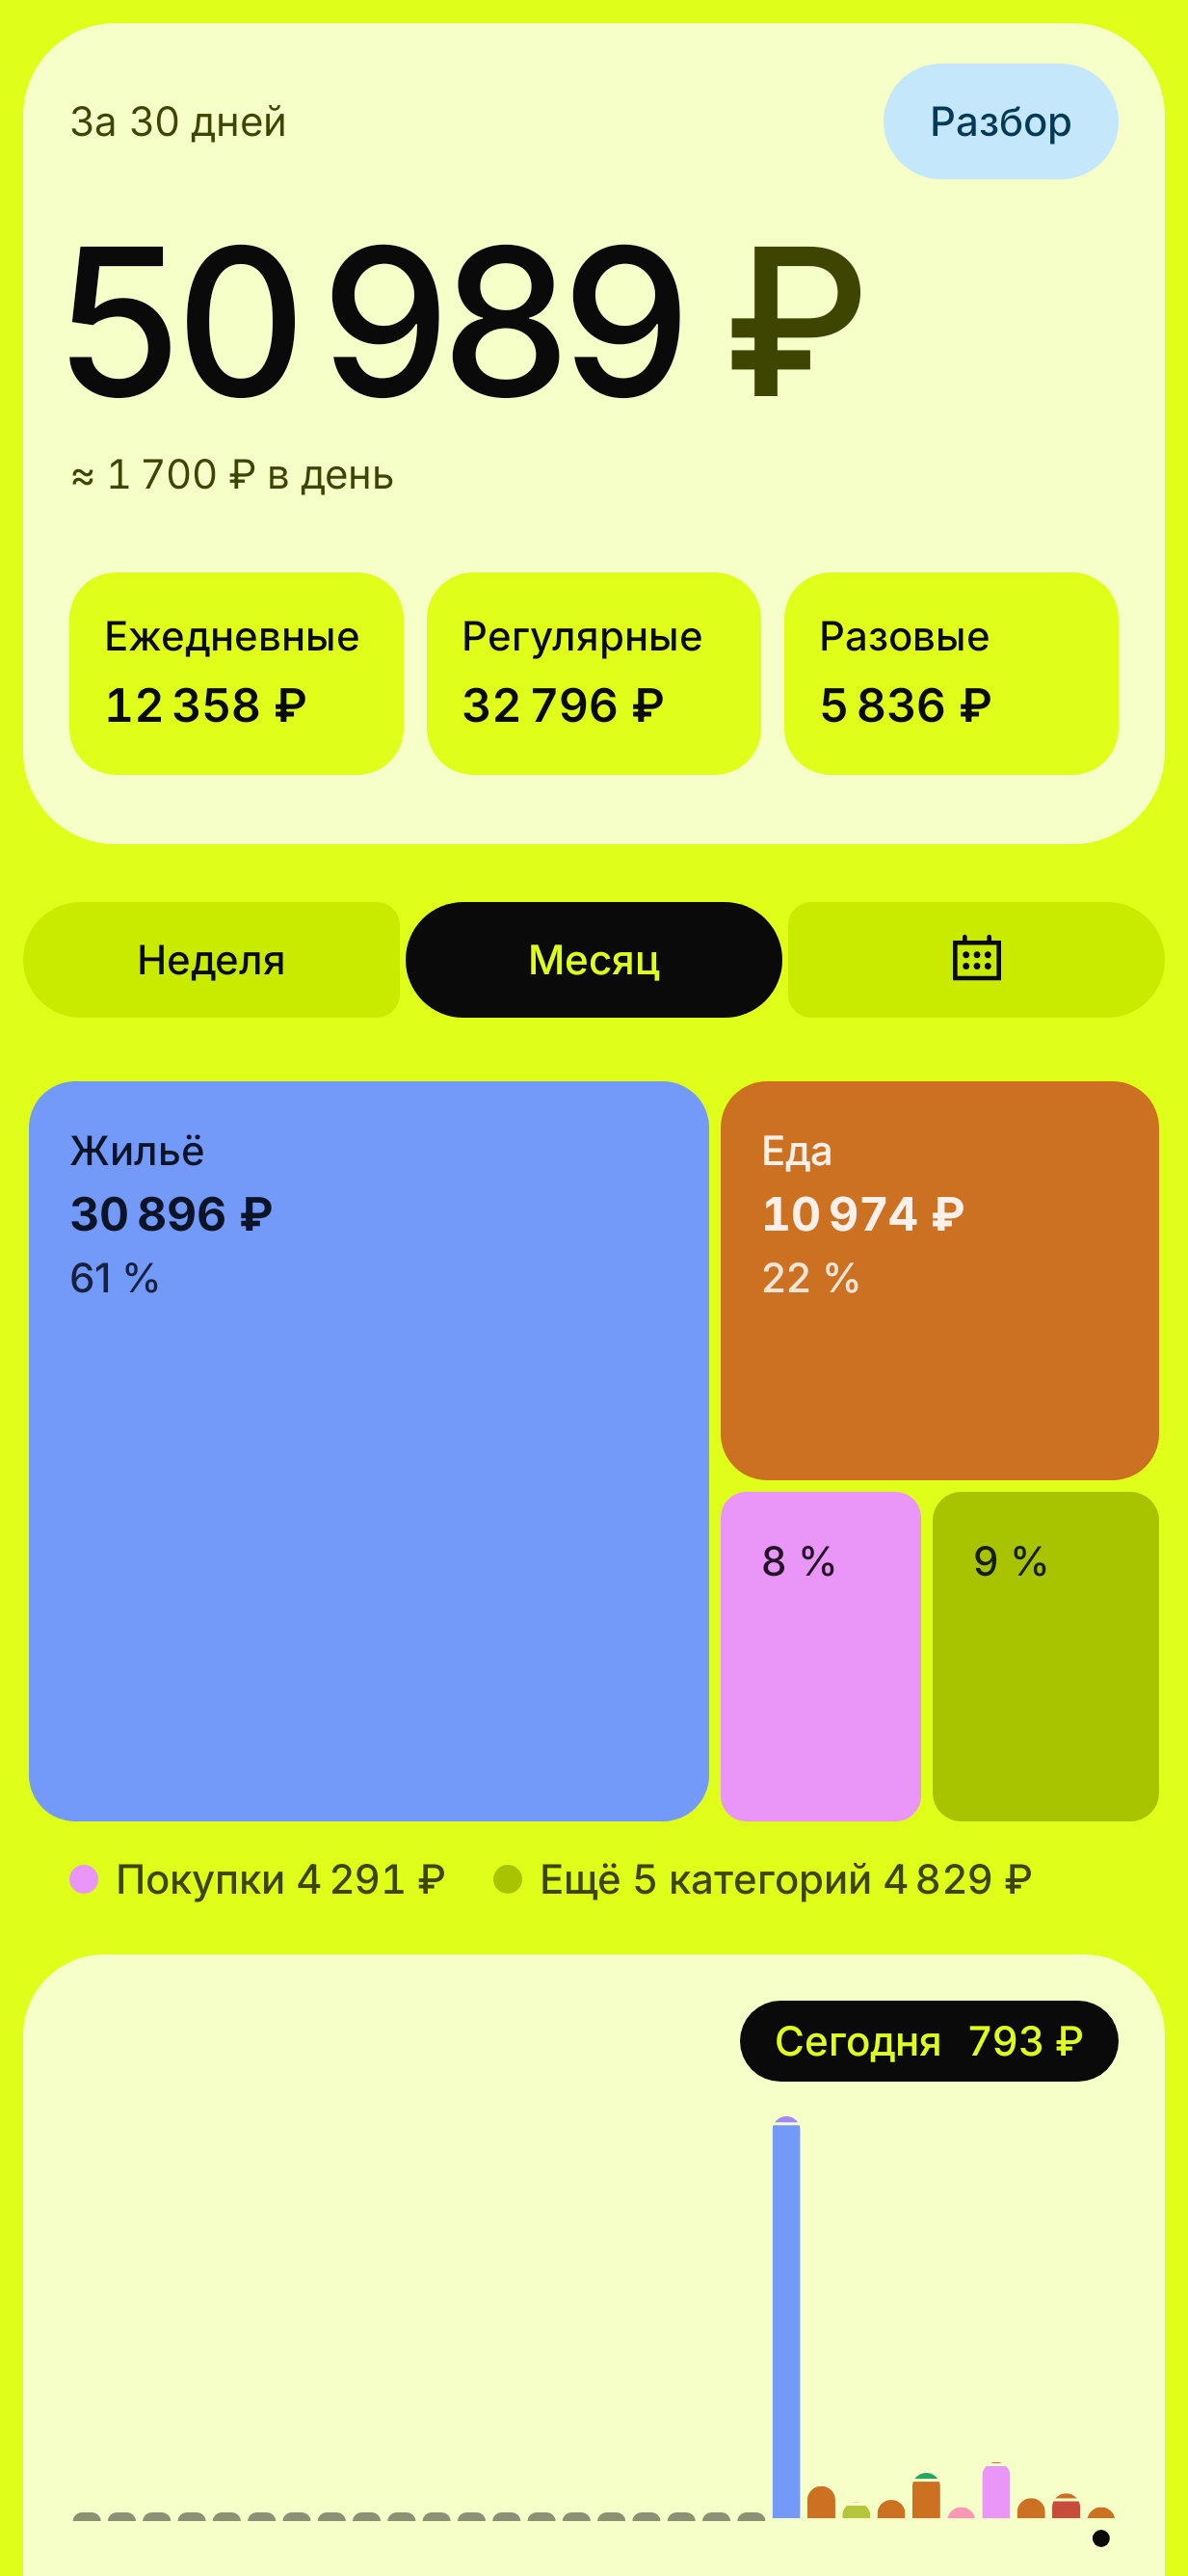 За 30 дней
Разбор
50 989 ₽
≈ 1 700 ₽ в день
Ежедневные
12 358 ₽
Регулярные
32 796 ₽
Разовые
5 836 ₽
Неделя
Месяц
Жильё
30 896 ₽
61 %
Еда
10 974 ₽
22 %
8 %
9 %
Покупки 4 291 ₽
Ещё 5 категорий 4 829 ₽
Сегодня 793 ₽